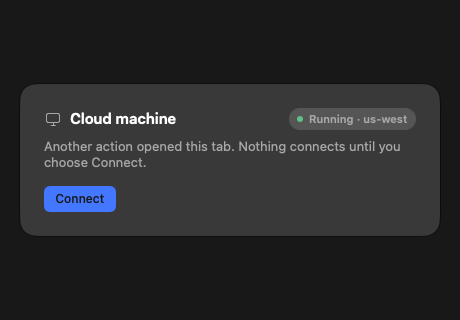 Cloud machine
Running · us-west
Another action opened this tab. Nothing connects until you
choose Connect.
Connect